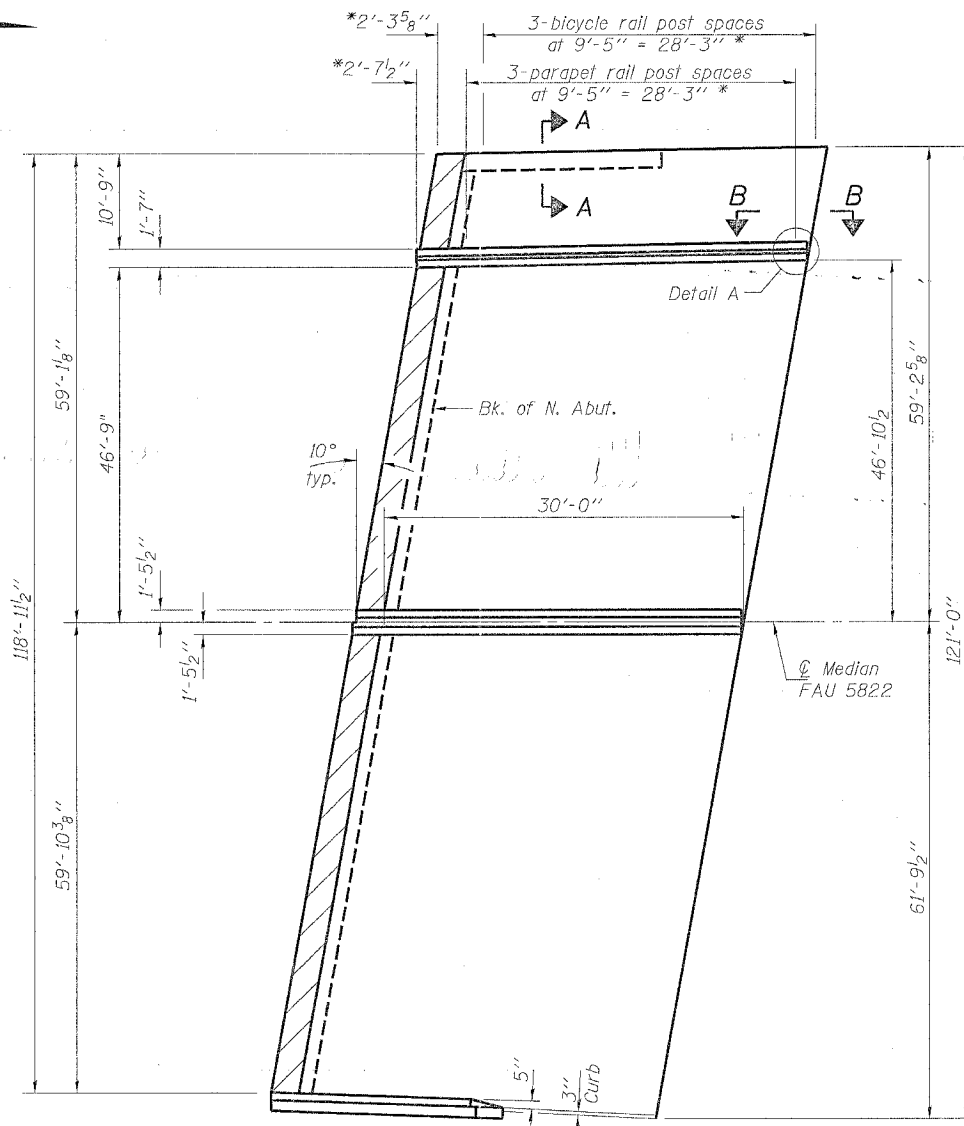 *2'-3⅝"
3-bicycle rail post spaces
at 9'-5" = 28'-3" *
*2'-7½"
3-parapet rail post spaces
at 9'-5" = 28'-3" *
A
A
B
B
10'-9"
1'-7"
Detail A
59'-1⅛"
46'-9"
Bk. of N. Abut.
59'-2⅝"
46'-10½
10°
typ.
30'-0"
1'-5½"
118'-11½"
121'-0"
1'-5½"
℄ Median
FAU 5822
59'-10⅜"
61'-9½"
5"
3"
Curb